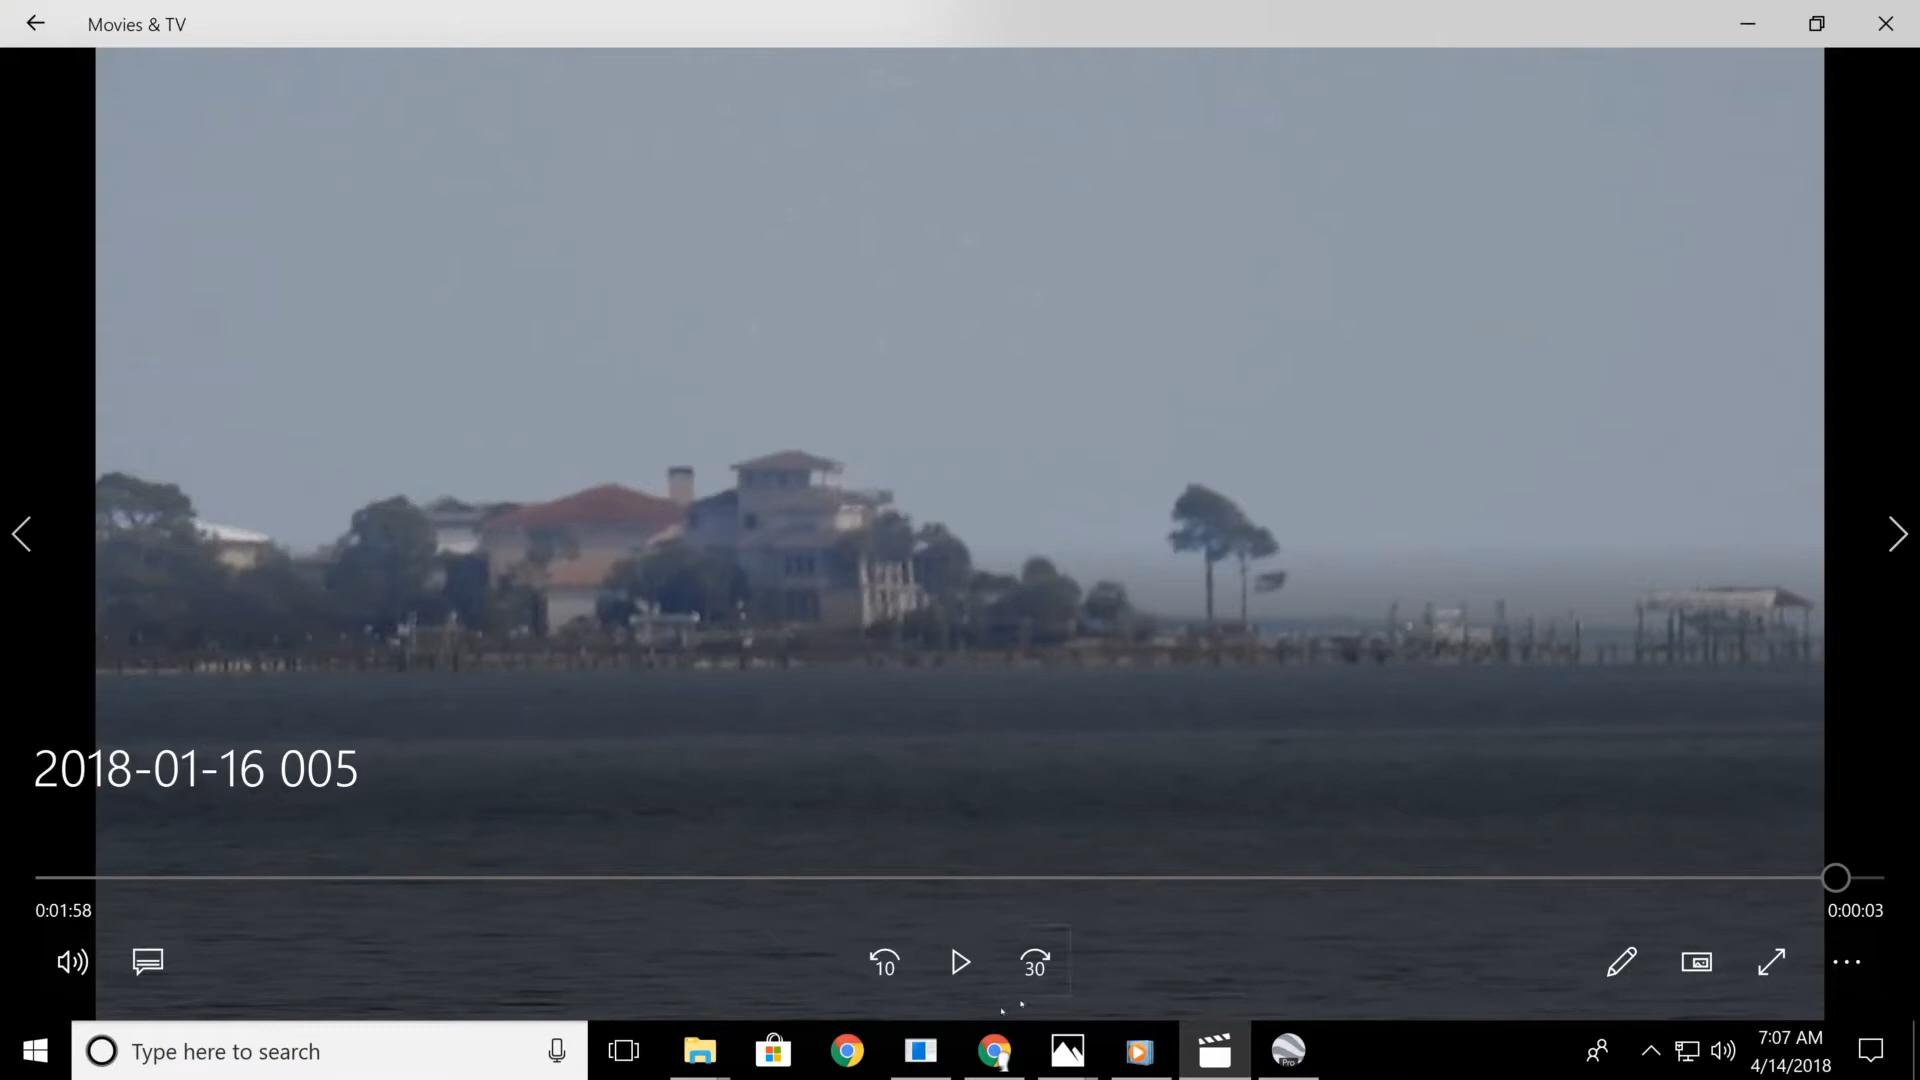 Movies & TV
2018-01-16 005
0:01:58
0:00:03
10
30
Type here to search
Pro
7:07 AM
4/14/2018